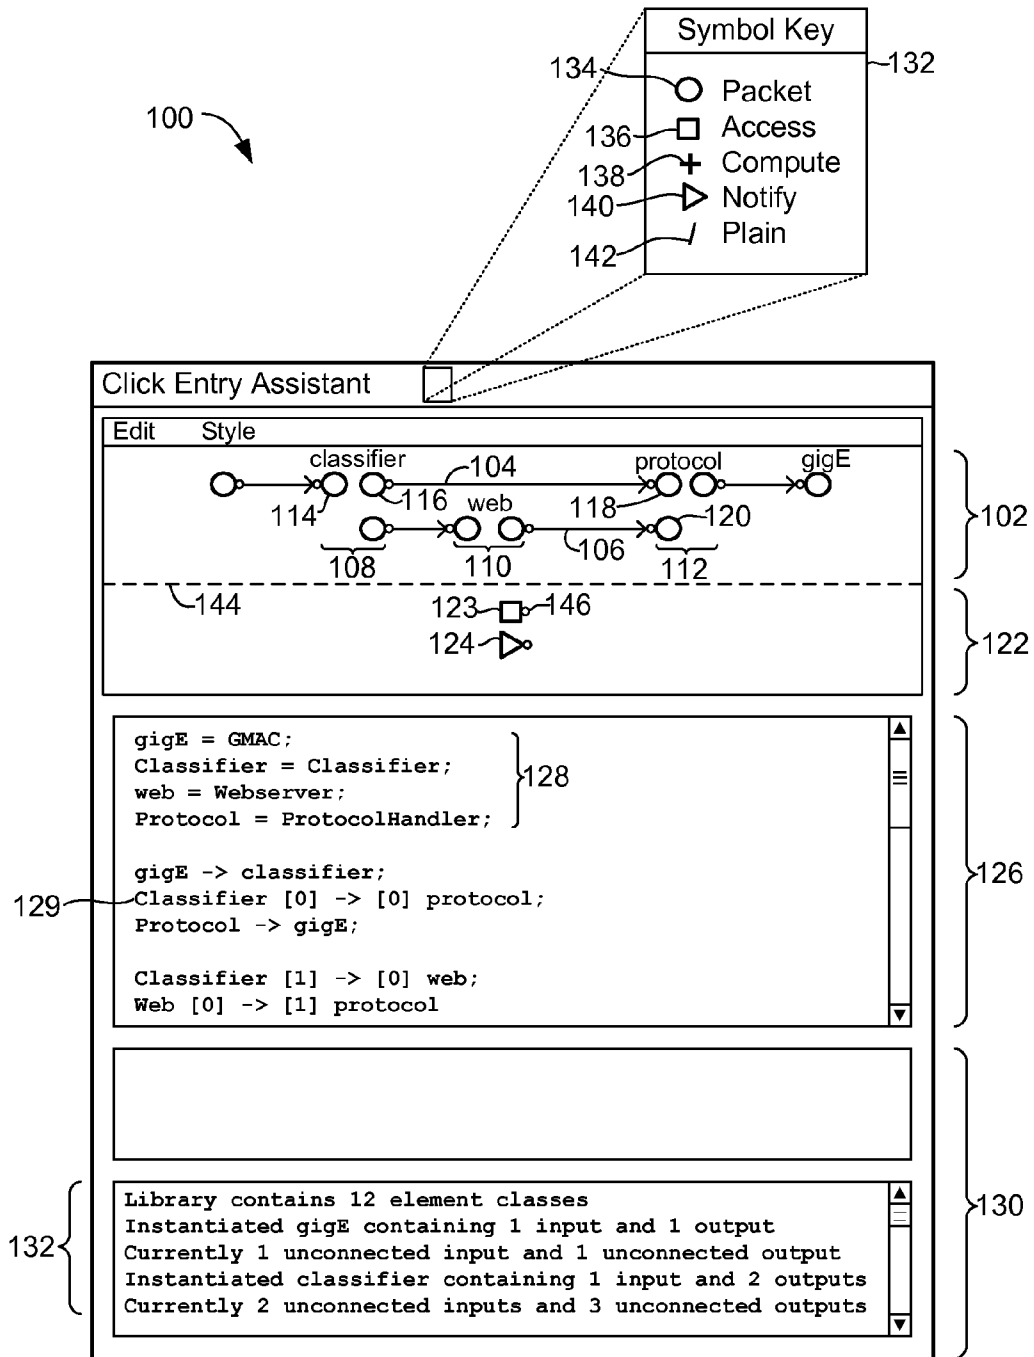 Symbol Key
134
132
Packet
100
136
Access
138
Compute
140
Notify
142
Plain
Click Entry Assistant
Edit Style
classifier 104 protocol gigE
114 116 web 118 120 102
108 110 106 112
144 123 146
124
122
gigE = GMAC;
Classifier = Classifier;
web = Webserver;
Protocol = ProtocolHandler;
128
gigE -> classifier;
129
Classifier [0] -> [0] protocol;
Protocol -> gigE;
126
Classifier [1] -> [0] web;
Web [0] -> [1] protocol
130
132
Library contains 12 element classes
Instantiated gigE containing 1 input and 1 output
Currently 1 unconnected input and 1 unconnected output
Instantiated classifier containing 1 input and 2 outputs
Currently 2 unconnected inputs and 3 unconnected outputs